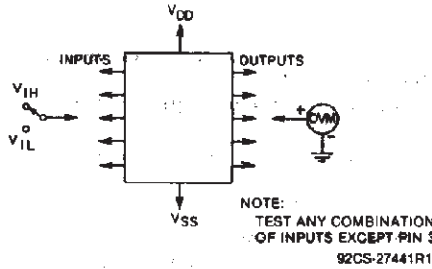 VDD
INPUTS
OUTPUTS
VIH
VIL
+
DVM
-
VSS
NOTE:
TEST ANY COMBINATION
OF INPUTS EXCEPT PIN
92CS-27441R1